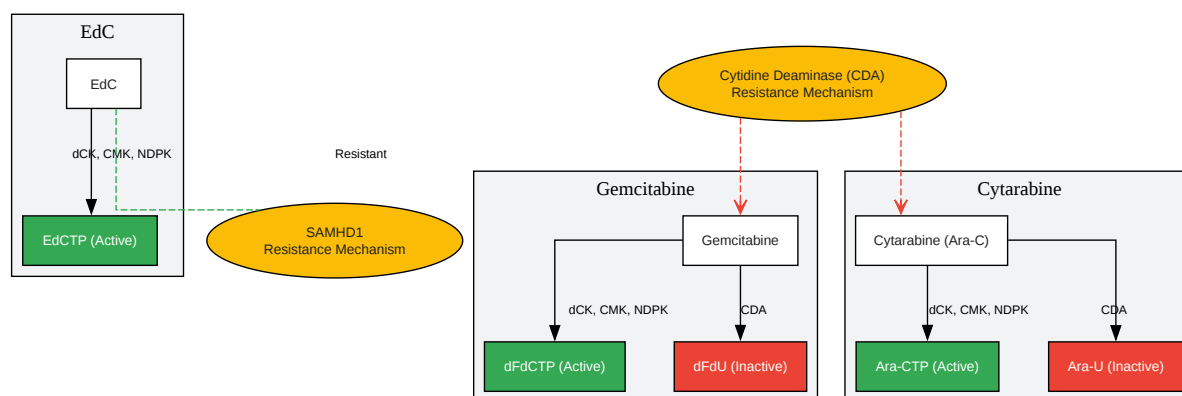 EdC
EdC
dCK, CMK, NDPK
EdCTP (Active)
Resistant
SAMHD1
Resistance Mechanism
Cytidine Deaminase (CDA)
Resistance Mechanism
Gemcitabine
Gemcitabine
dCK, CMK, NDPK
CDA
dFdCTP (Active)
dFdU (Inactive)
Cytarabine
Cytarabine (Ara-C)
dCK, CMK, NDPK
CDA
Ara-CTP (Active)
Ara-U (Inactive)